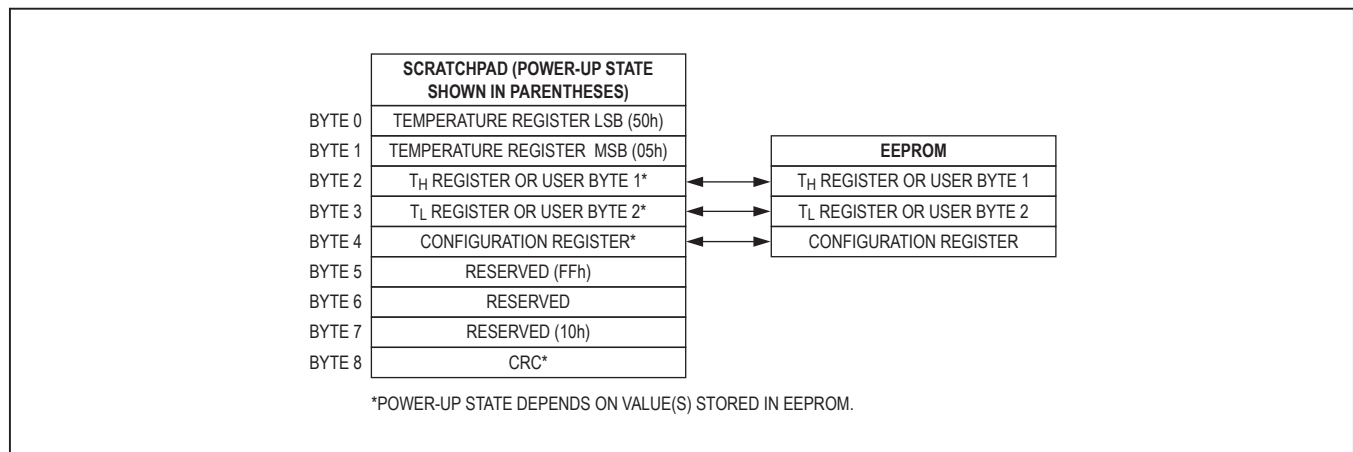 SCRATCHPAD (POWER-UP STATE
SHOWN IN PARENTHESES)
BYTE 0 TEMPERATURE REGISTER LSB (50h)
BYTE 1 TEMPERATURE REGISTER MSB (05h) EEPROM
BYTE 2 TH REGISTER OR USER BYTE 1* TH REGISTER OR USER BYTE 1
BYTE 3 TL REGISTER OR USER BYTE 2* TL REGISTER OR USER BYTE 2
BYTE 4 CONFIGURATION REGISTER* CONFIGURATION REGISTER
BYTE 5 RESERVED (FFh)
BYTE 6 RESERVED
BYTE 7 RESERVED (10h)
BYTE 8 CRC*
*POWER-UP STATE DEPENDS ON VALUE(S) STORED IN EEPROM.